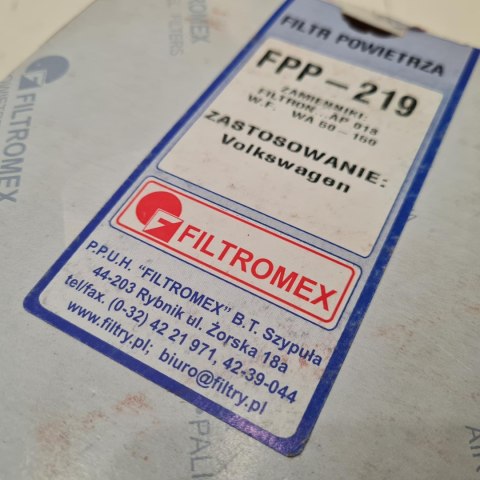 FILTR POWIETRZA
FPP-219
ZAMIENNIKI:
FILTRON... AP 018
W.F. WA 60-160
ZASTOSOWANIE:
Volkswagen
FILTROMEX
P.P.U.H. "FILTROMEX" B.T. Szypuła
44-203 Rybnik ul. Żorska 18a
tel/fax. (0-32) 42 21 971, 42-39-044
www.filtry.pl; biuro@filtry.pl
FILTROMEX
FILTERS